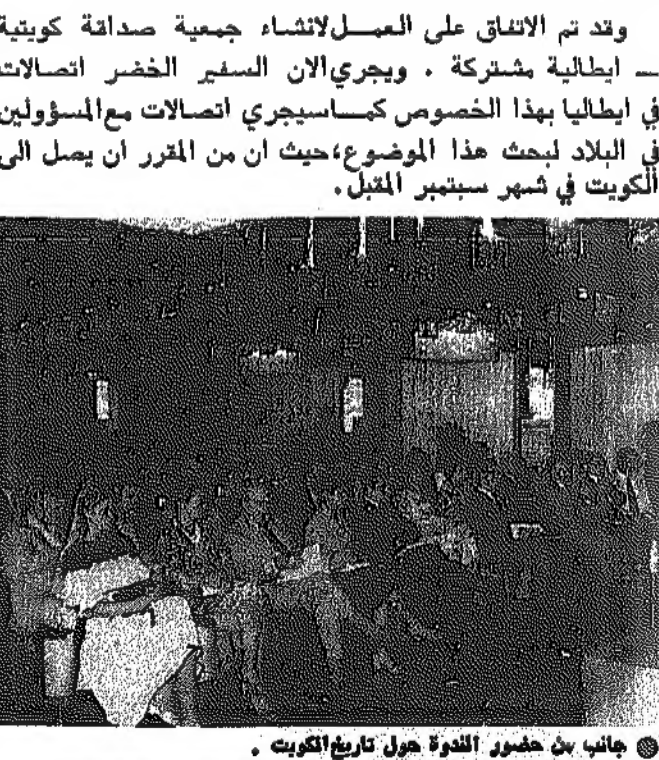 وقد تم الاتفاق على العمل لانشاء جمعية صداقة كويتية
ــ ايطالية مشتركة . ويجري الان السفير الخضر اتصالات
في ايطاليا بهذا الخصوص كما سيجري اتصالات مع المسؤولين
في البلاد لبحث هذا الموضوع، حيث ان من المقرر ان يصل الى
الكويت في شهر سبتمبر المقبل.
جانب من حضور الندوة حول تاريخ الكويت .